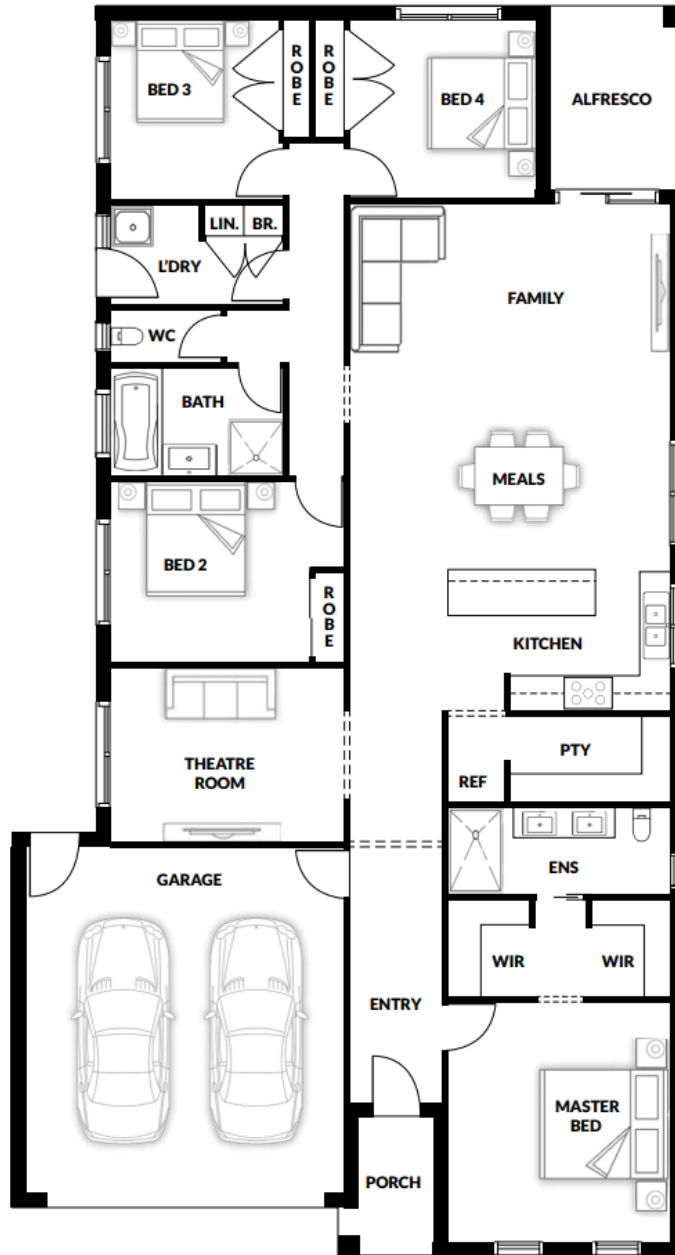 BED 3
ROBE
ROBE
BED 4
ALFRESCO
LIN.
BR.
L'DRY
FAMILY
WC
BATH
MEALS
BED 2
ROBE
KITCHEN
THEATRE
ROOM
PTY
REF
ENS
GARAGE
WIR
WIR
ENTRY
MASTER
BED
PORCH